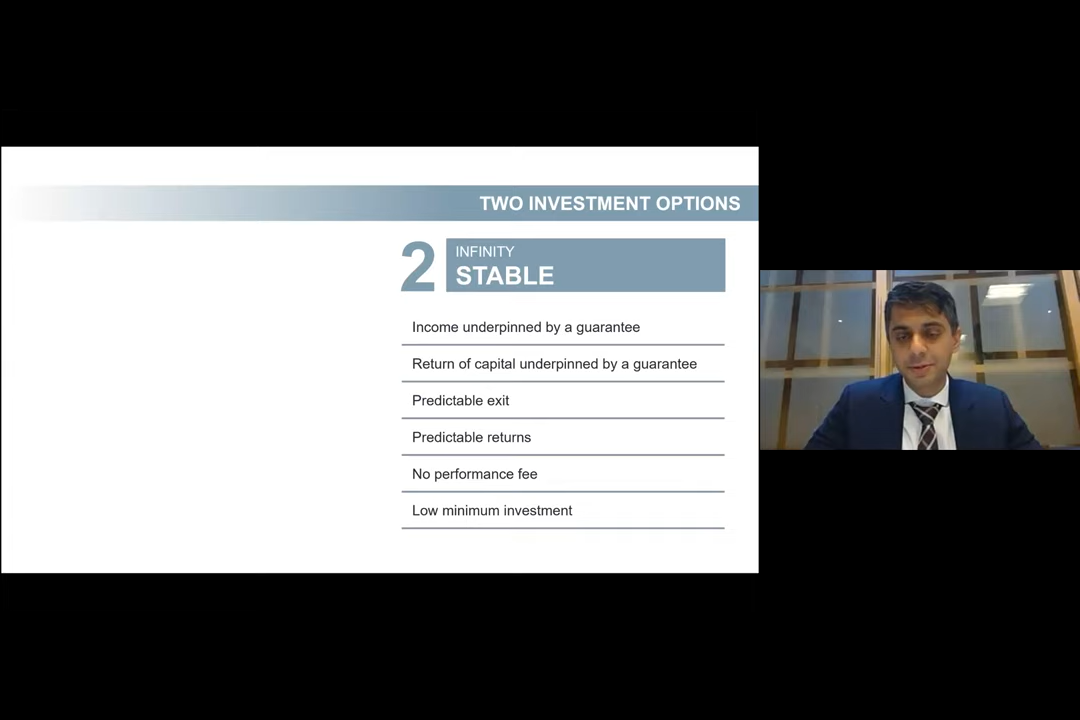 TWO INVESTMENT OPTIONS
2
INFINITY
STABLE
Income underpinned by a guarantee
Return of capital underpinned by a guarantee
Predictable exit
Predictable returns
No performance fee
Low minimum investment